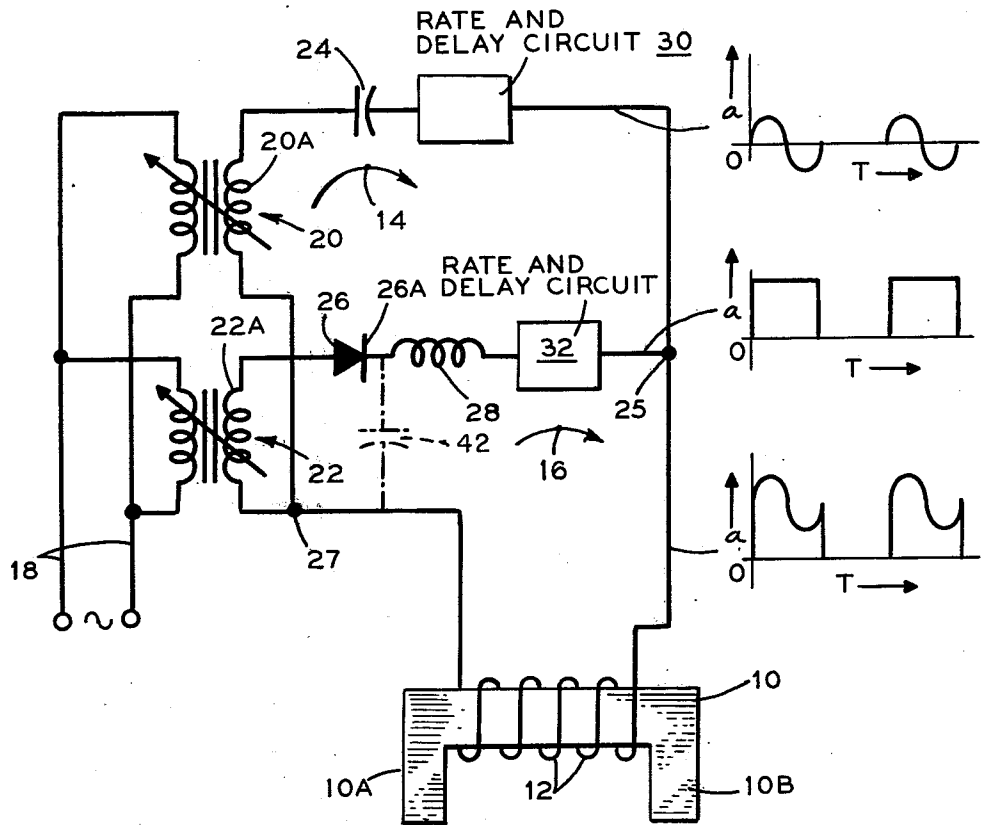 RATE AND
DELAY CIRCUIT 30
24
20A
14
20
a
0
T
RATE AND
DELAY CIRCUIT
26
26A
22A
32
28
25
42
16
22
a
0
T
27
18
a
0
T
10
10A
12
10B